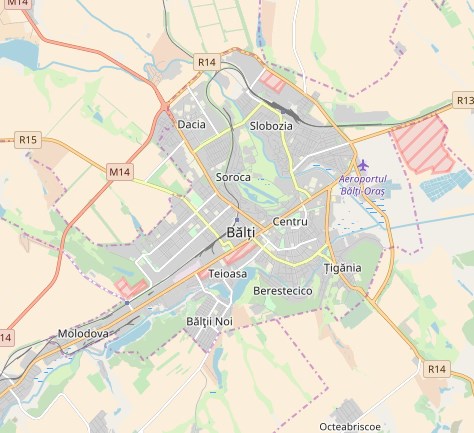 M14
R14
R13
Dacia
Slobozia
R15
M14
Soroca
Aeroportul
Bălți-Oraș
Centru
Bălți
Teioasa
Țigănia
Berestecico
Bălții Noi
14
Molodova
R14
Octeabriscoe